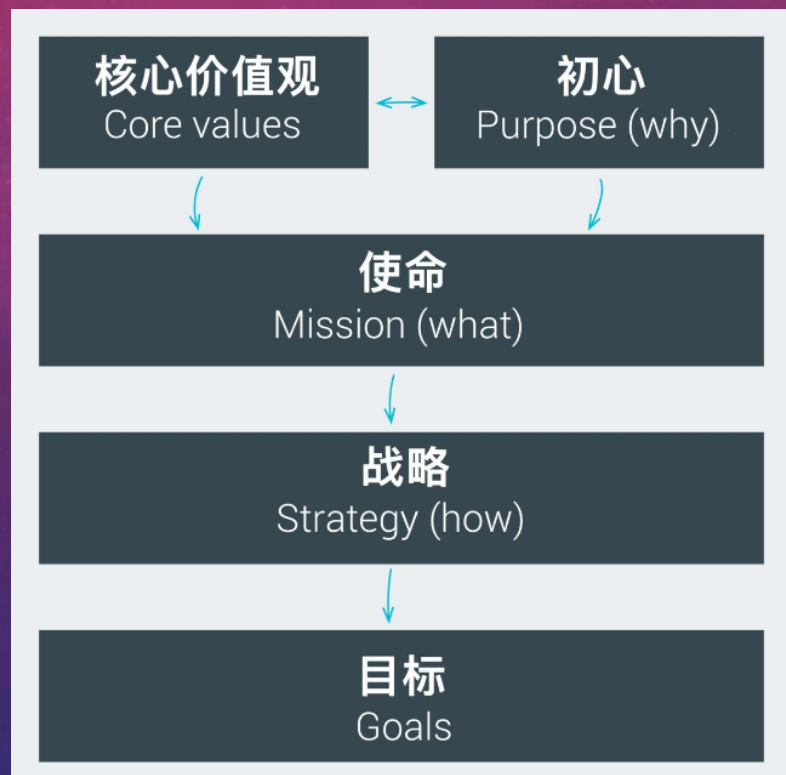 核心价值观
Core values
初心
Purpose (why)
使命
Mission (what)
战略
Strategy (how)
目标
Goals